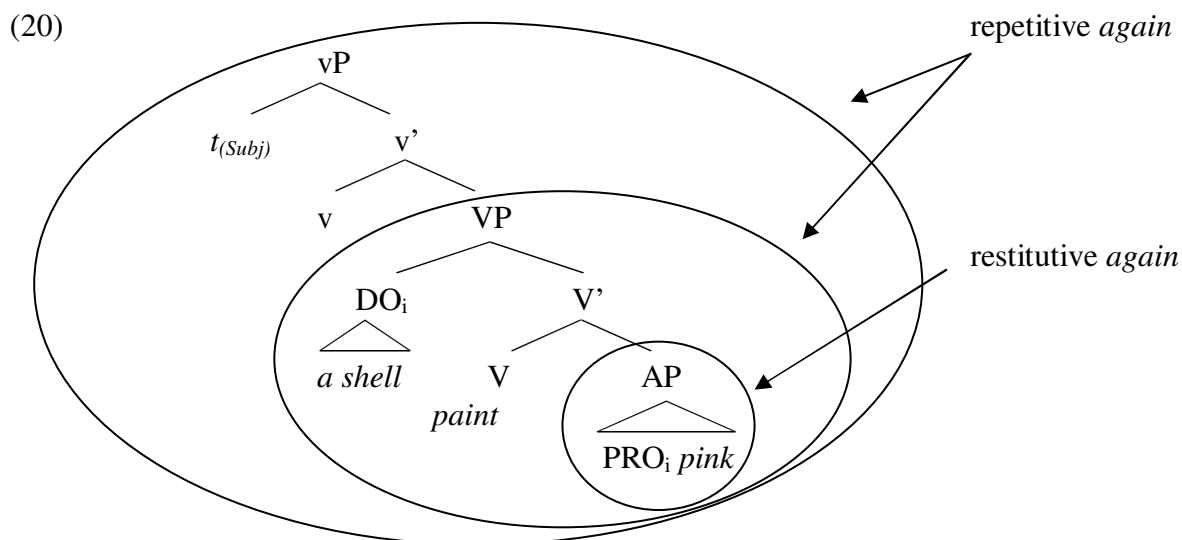 (20)
repetitive again
vP
t(Subj)
v’
v
VP
restitutive again
DOi
V’
a shell
V
AP
paint
PROi pink